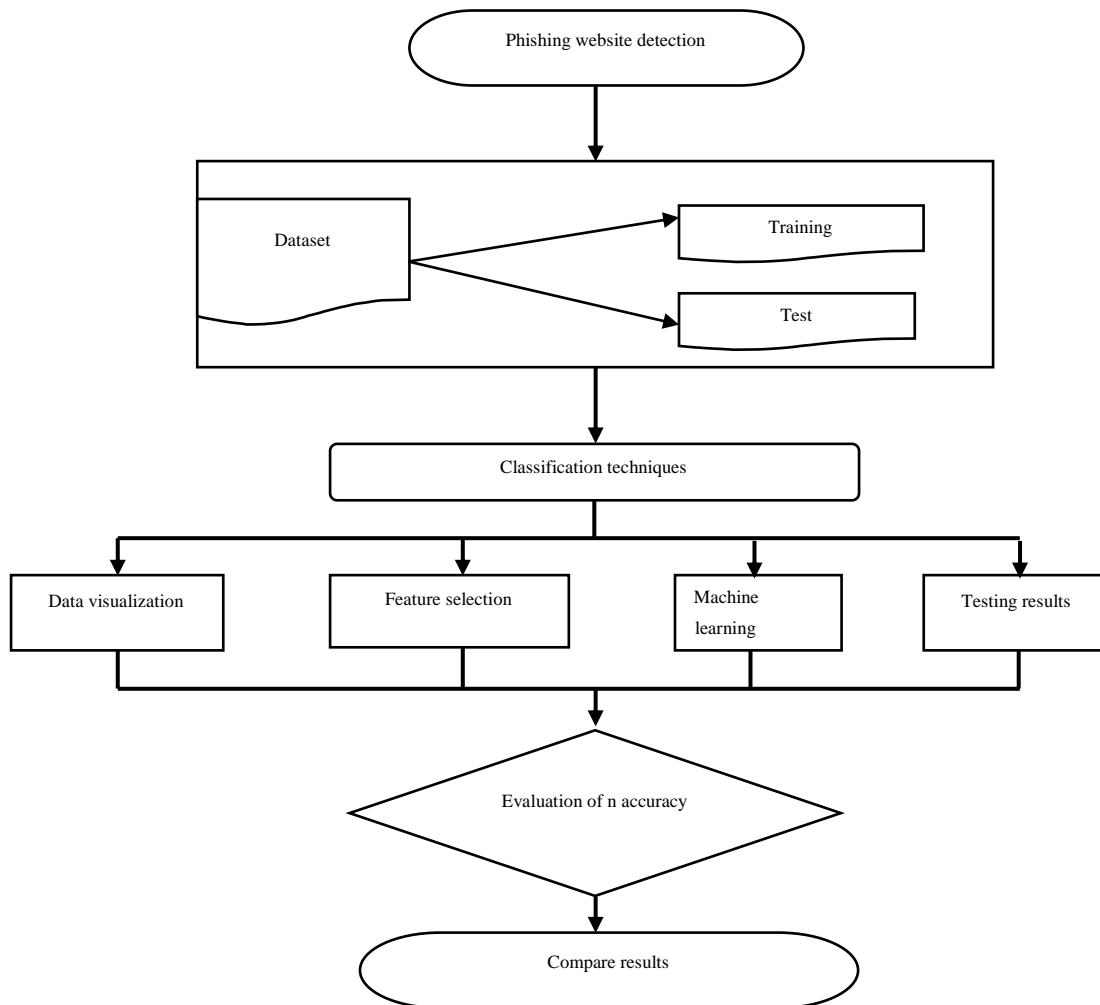 Phishing website detection
Dataset
Training
Test
Classification techniques
Data visualization
Feature selection
Machine
learning
Testing results
Evaluation of n accuracy
Compare results